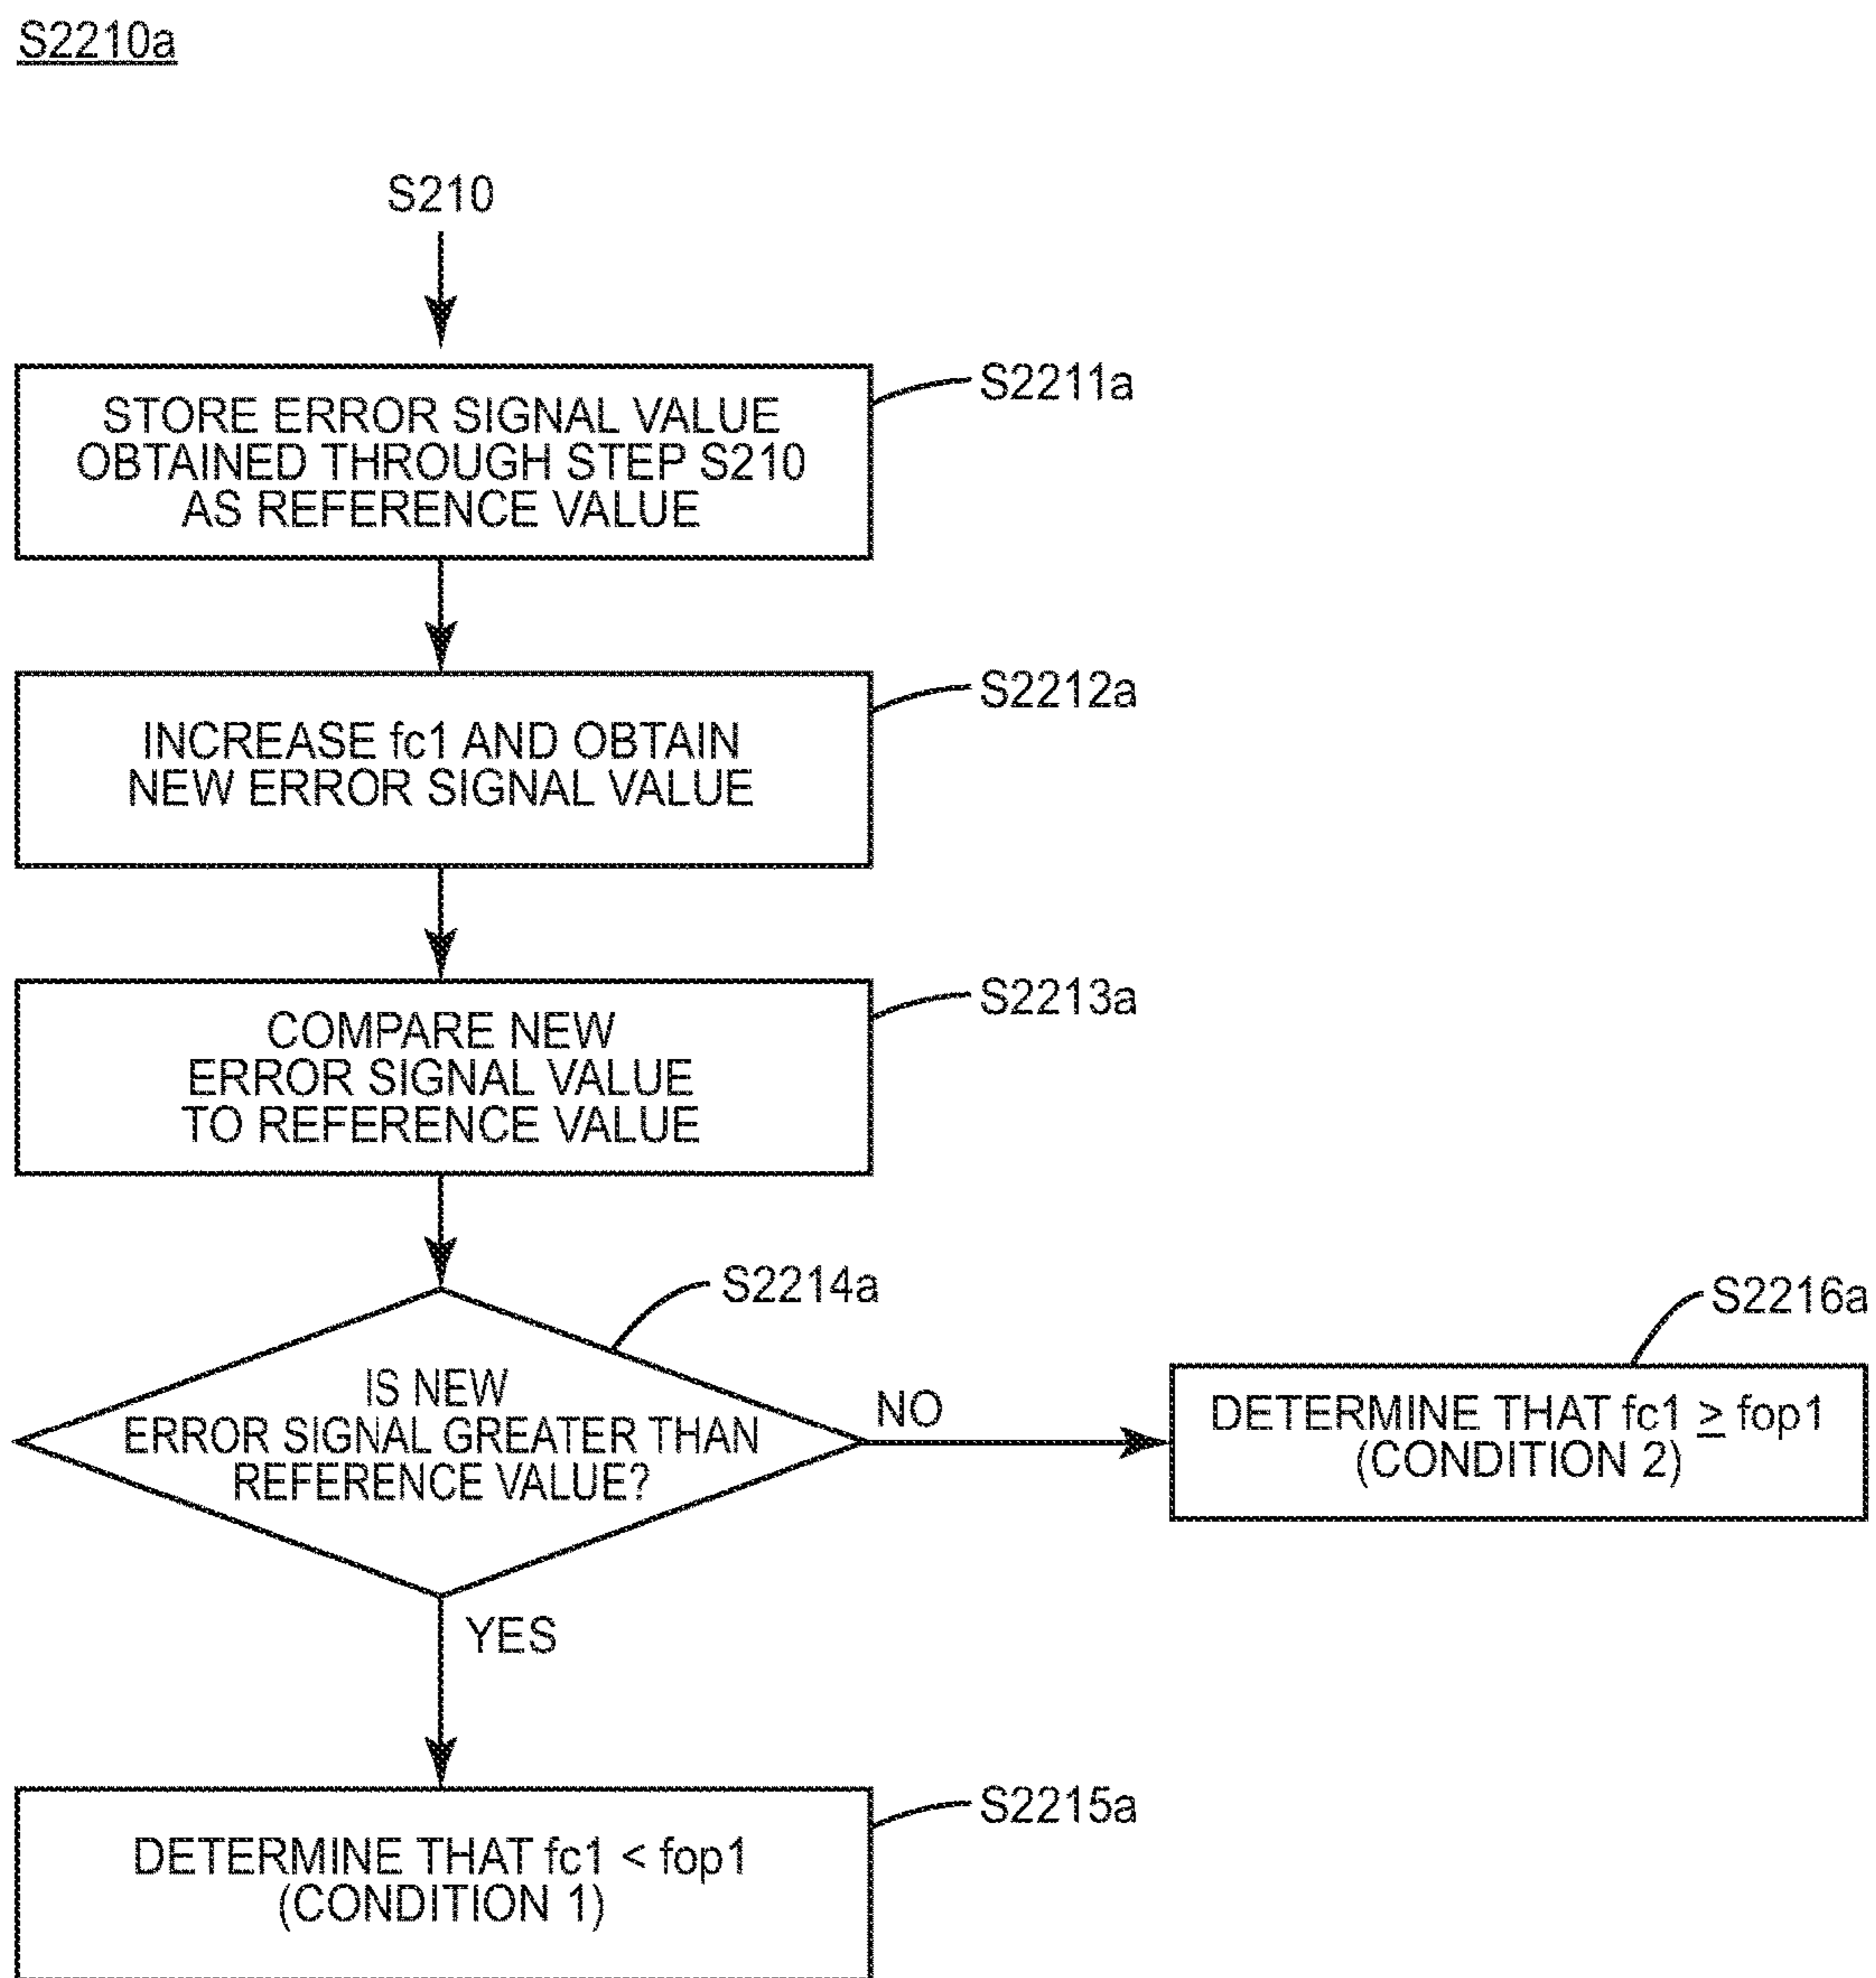 S2210a
S210
STORE ERROR SIGNAL VALUE
OBTAINED THROUGH STEP S210
AS REFERENCE VALUE
S2211a
INCREASE fc1 AND OBTAIN
NEW ERROR SIGNAL VALUE
S2212a
COMPARE NEW
ERROR SIGNAL VALUE
TO REFERENCE VALUE
S2213a
IS NEW
ERROR SIGNAL GREATER THAN
REFERENCE VALUE?
S2214a
NO
DETERMINE THAT fc1 ≥ fop1
(CONDITION 2)
S2216a
YES
DETERMINE THAT fc1 < fop1
(CONDITION 1)
S2215a